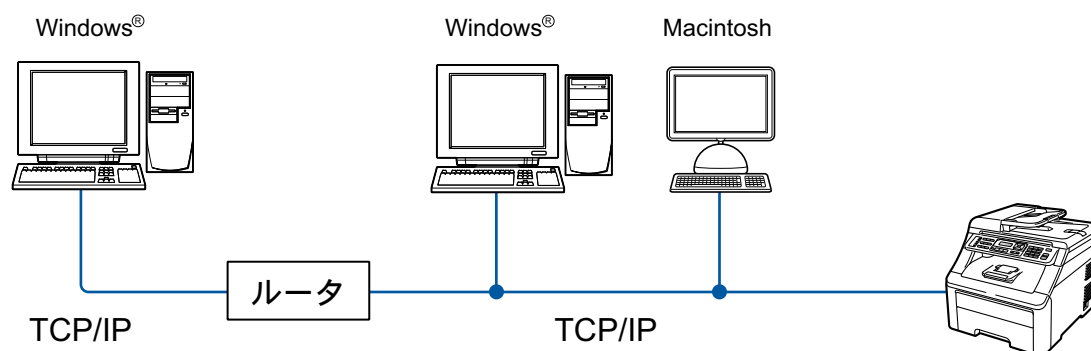 Windows®
Windows®
Macintosh
ルータ
TCP/IP
TCP/IP